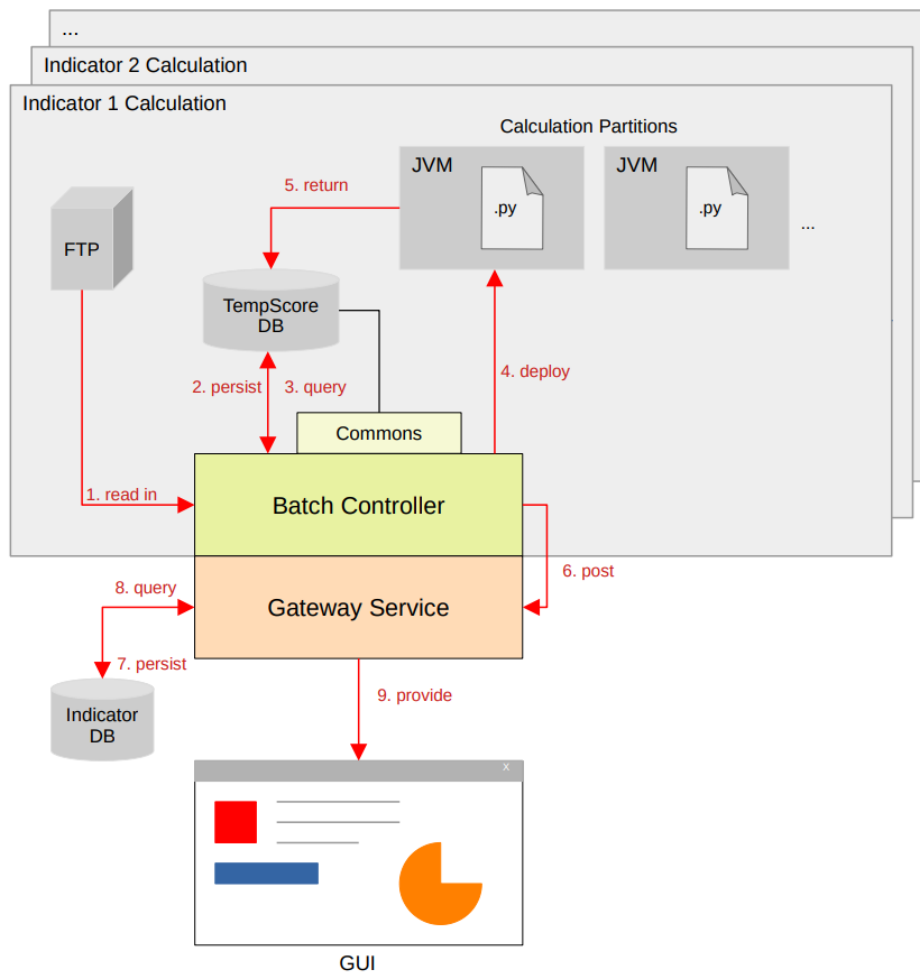 ...
Indicator 2 Calculation
Indicator 1 Calculation
Calculation Partitions
JVM
JVM
5. return
.py
.py
...
FTP
TempScore
DB
4. deploy
2. persist
3. query
Commons
1. read in
Batch Controller
6. post
8. query
Gateway Service
7. persist
9. provide
Indicator
DB
X
GUI